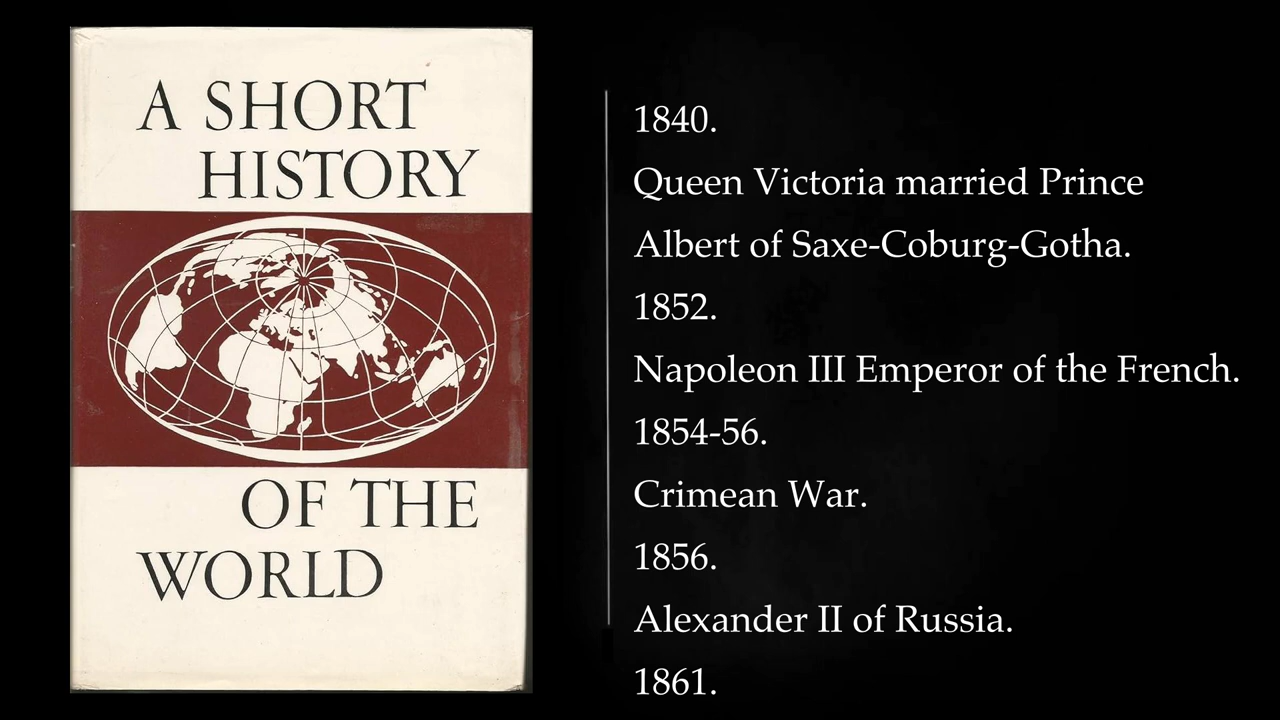 A SHORT
HISTORY
OF THE
WORLD
1840.
Queen Victoria married Prince
Albert of Saxe-Coburg-Gotha.
1852.
Napoleon III Emperor of the French.
1854-56.
Crimean War.
1856.
Alexander II of Russia.
1861.